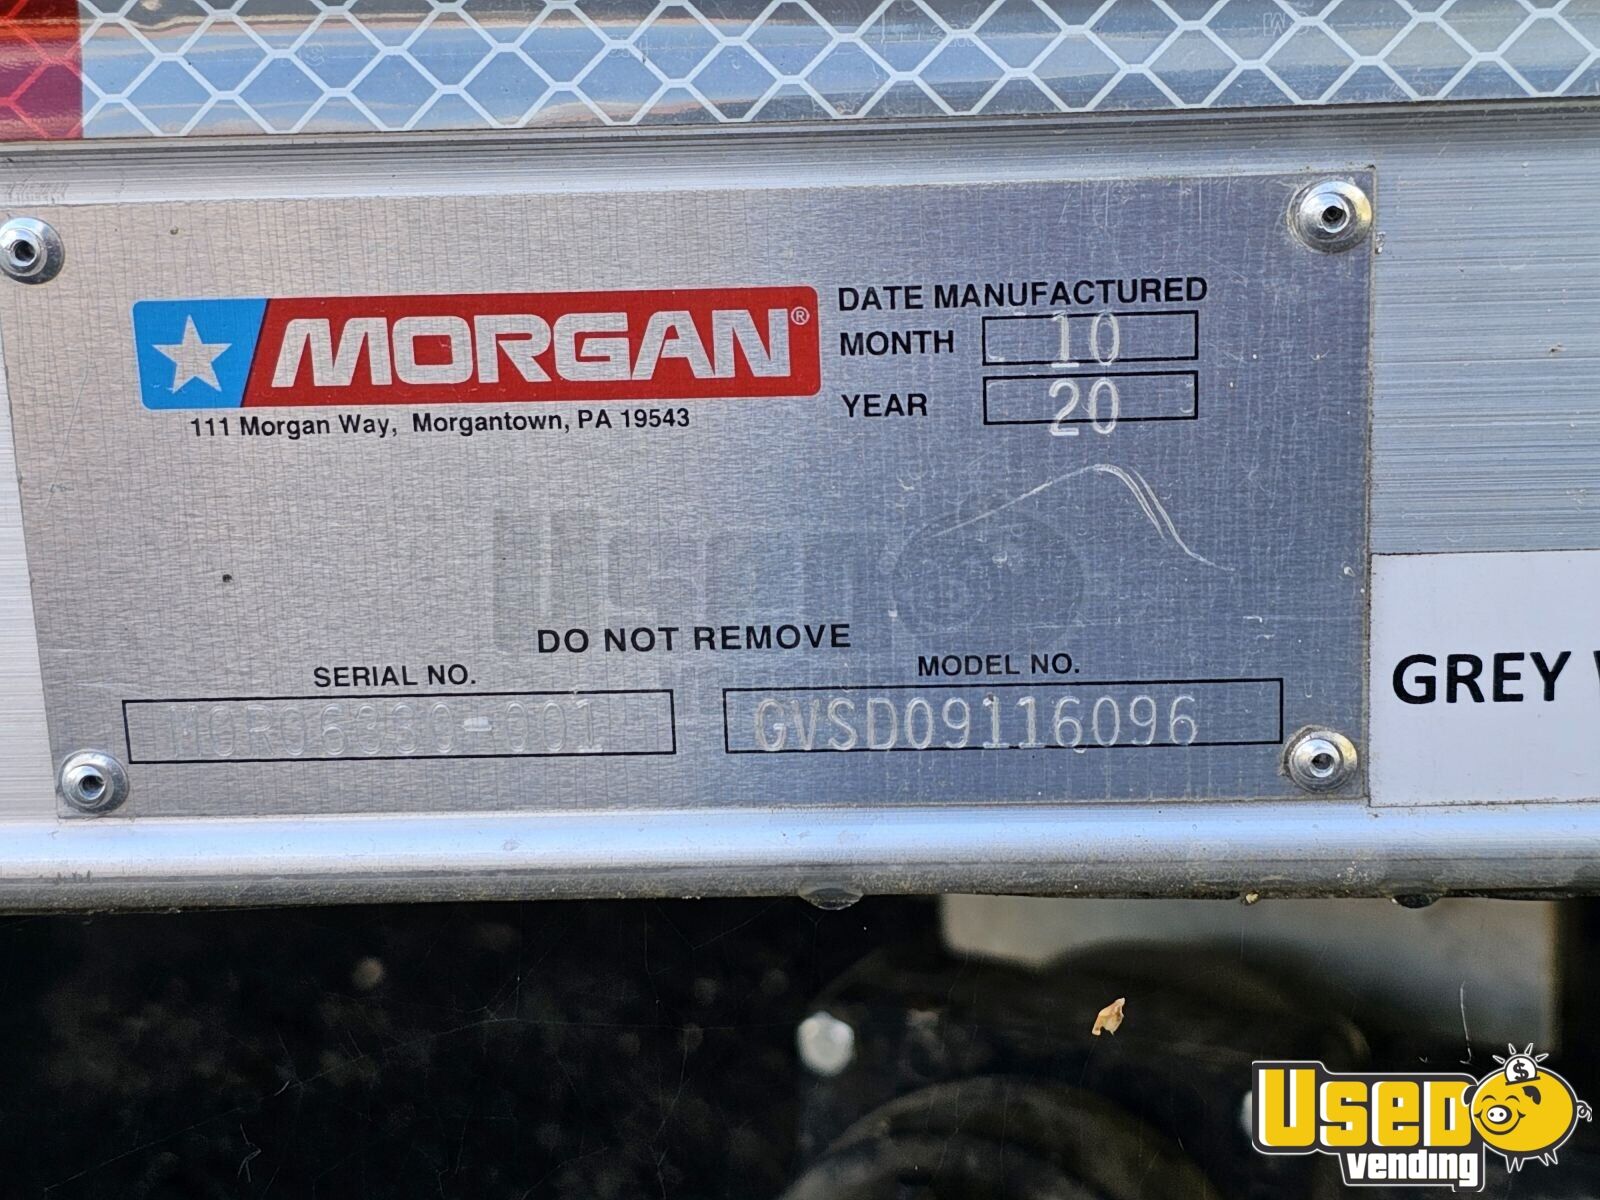 MORGAN®
111 Morgan Way, Morgantown, PA 19543
DATE MANUFACTURED
MONTH 10
YEAR 20
DO NOT REMOVE
SERIAL NO.
MODEL NO.
GVSD09116096
GREY
USED
vending